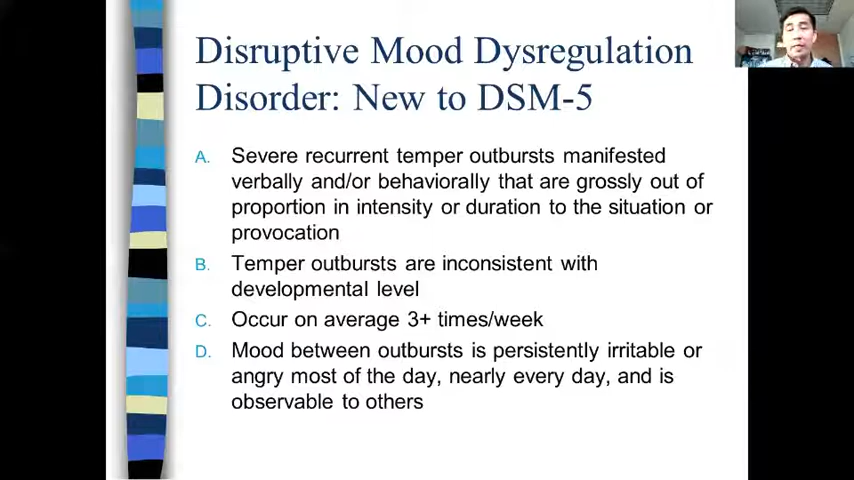 Disruptive Mood Dysregulation
Disorder: New to DSM-5
A. Severe recurrent temper outbursts manifested
verbally and/or behaviorally that are grossly out of
proportion in intensity or duration to the situation or
provocation
B. Temper outbursts are inconsistent with
developmental level
C. Occur on average 3+ times/week
D. Mood between outbursts is persistently irritable or
angry most of the day, nearly every day, and is
observable to others